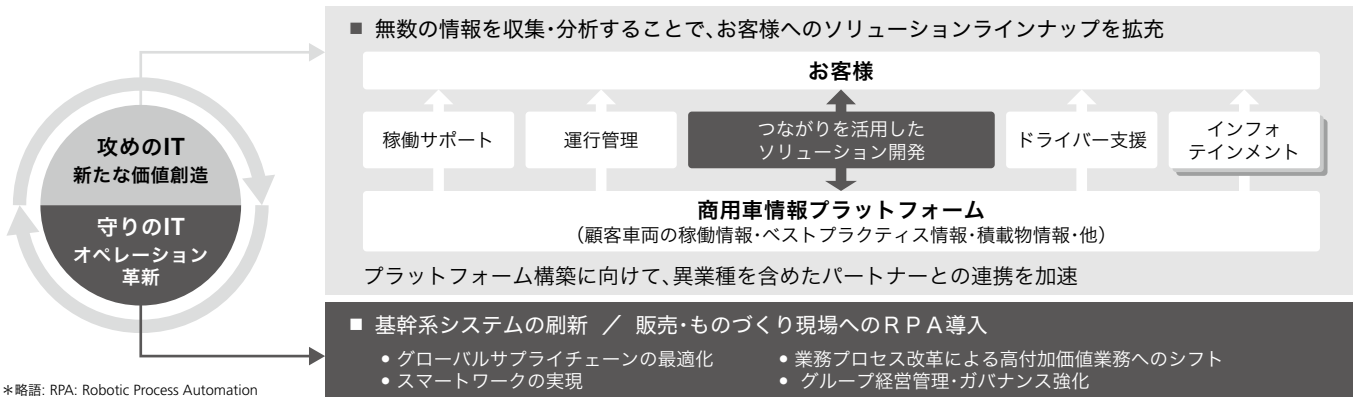 攻めのIT
新たな価値創造
守りのIT
オペレーション
革新
■ 無数の情報を収集・分析することで、お客様へのソリューションラインナップを拡充
お客様
稼働サポート
運行管理
つながりを活用した
ソリューション開発
ドライバー支援
インフォ
テインメント
商用車情報プラットフォーム
（顧客車両の稼働情報・ベストプラクティス情報・積載物情報・他）
プラットフォーム構築に向けて、異業種を含めたパートナーとの連携を加速
■ 基幹系システムの刷新 ／ 販売・ものづくり現場へのＲＰＡ導入
• グローバルサプライチェーンの最適化
• スマートワークの実現
• 業務プロセス改革による高付加価値業務へのシフト
• グループ経営管理・ガバナンス強化
＊略語: RPA: Robotic Process Automation